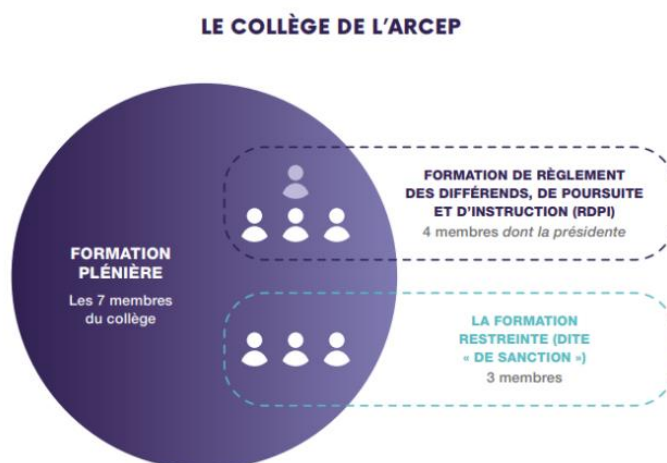 LE COLLÈGE DE L'ARCEP
FORMATION
PLÉNIÈRE
Les 7 membres
du collège
FORMATION DE RÈGLEMENT
DES DIFFÉRENDS, DE POURSUITE
ET D'INSTRUCTION (RDPI)
4 membres dont la présidente
LA FORMATION
RESTREINTE (DITE
« DE SANCTION »)
3 membres